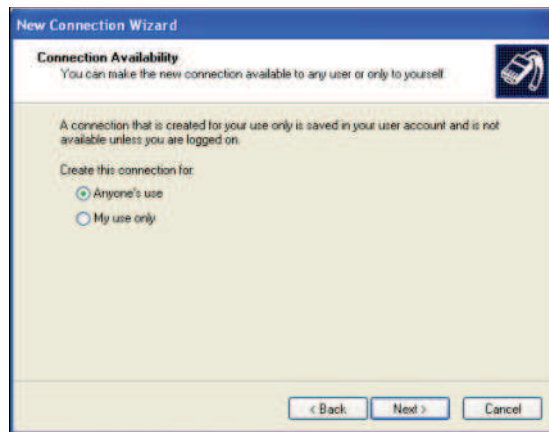 New Connection Wizard
Connection Availability
You can make the new connection available to any user or only to yourself.
A connection that is created for your use only is saved in your user account and is not
available unless you are logged on.
Create this connection for:
Anyone's use
My use only
< Back
Next >
Cancel